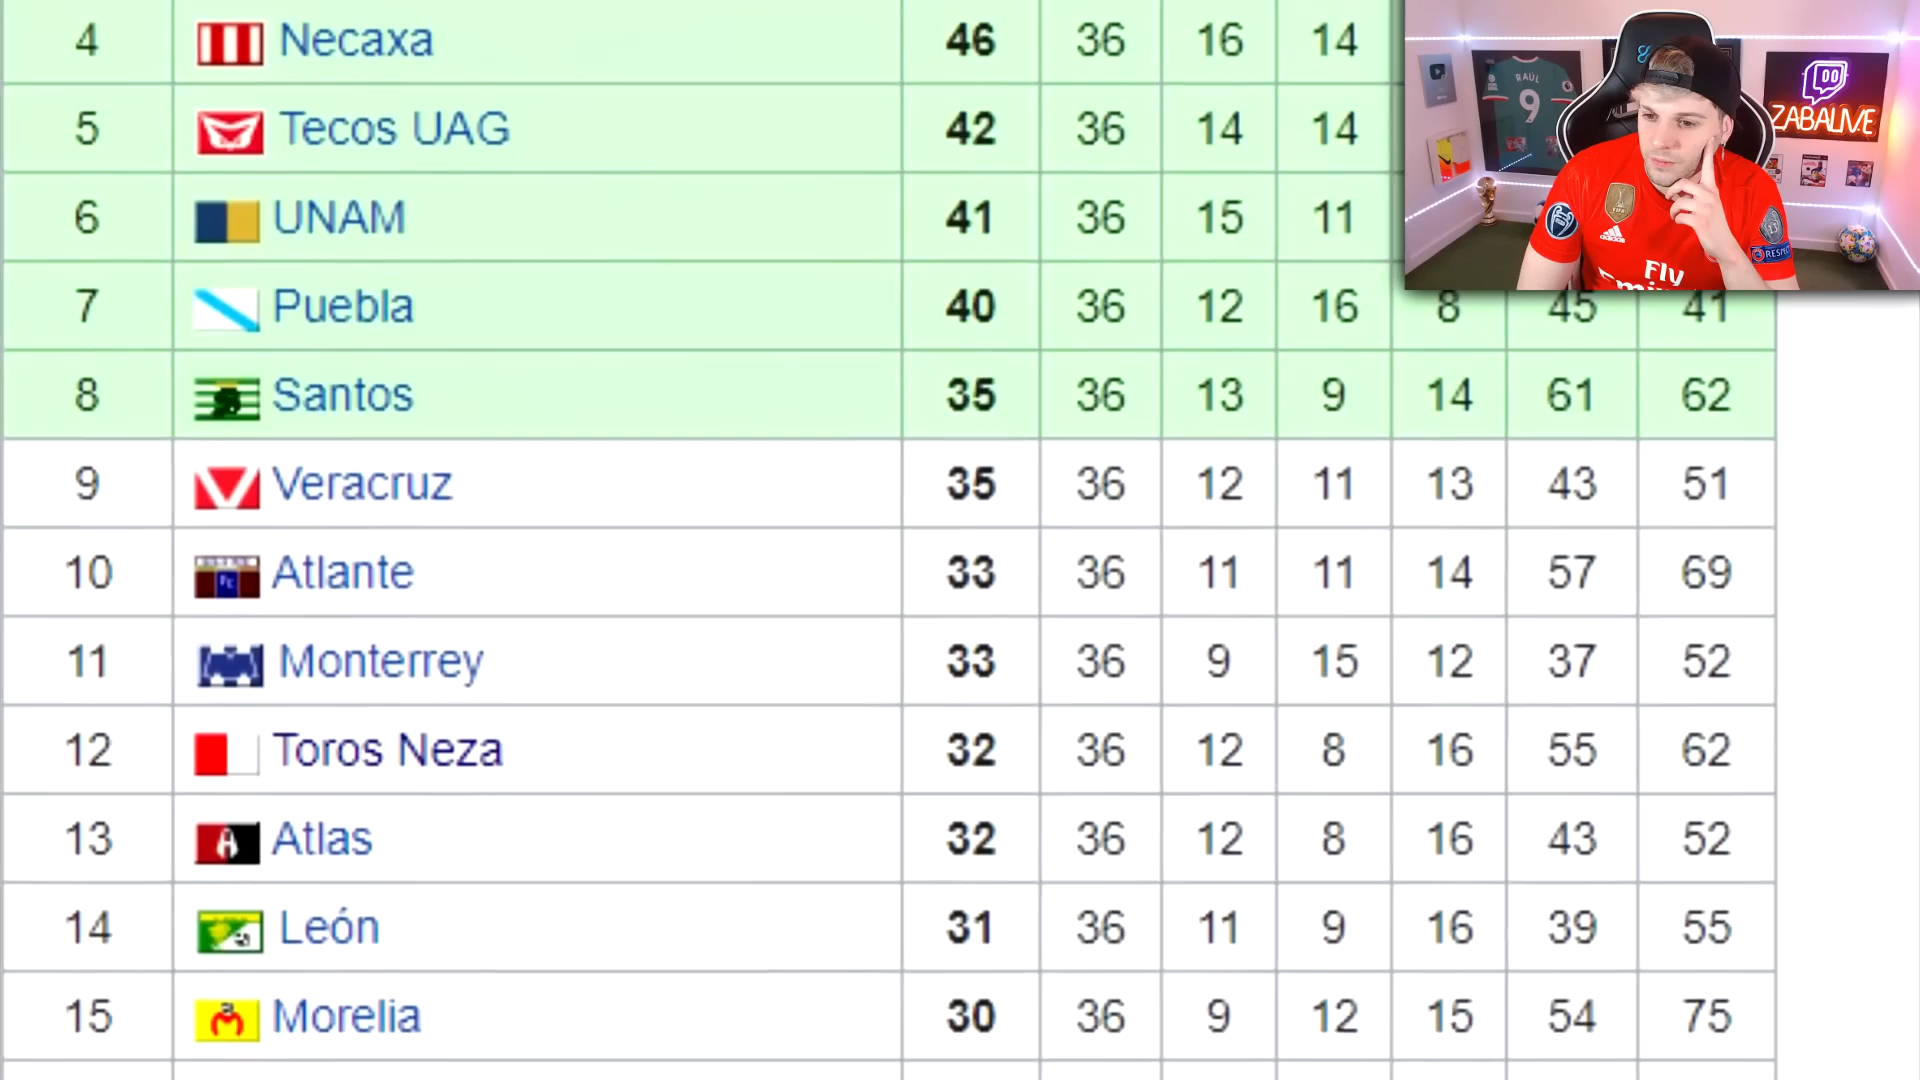 4 Necaxa 46 36 16 14
5 Tecos UAG 42 36 14 14
6 UNAM 41 36 15 11
7 Puebla 40 36 12 16 8 45 41
8 Santos 35 36 13 9 14 61 62
9 Veracruz 35 36 12 11 13 43 51
10 Atlante 33 36 11 11 14 57 69
11 Monterrey 33 36 9 15 12 37 52
12 Toros Neza 32 36 12 8 16 55 62
13 Atlas 32 36 12 8 16 43 52
14 León 31 36 11 9 16 39 55
15 Morelia 30 36 9 12 15 54 75
RAÚL
9
ZABALIVE
FIFA
adidas
13
RESPECT
Fly